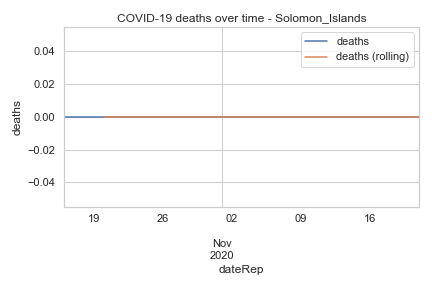 COVID-19 deaths over time - Solomon_Islands
deaths
deaths (rolling)
deaths
0.04
0.02
0.00
−0.02
−0.04
19 26 02 09 16
Nov
2020
dateRep